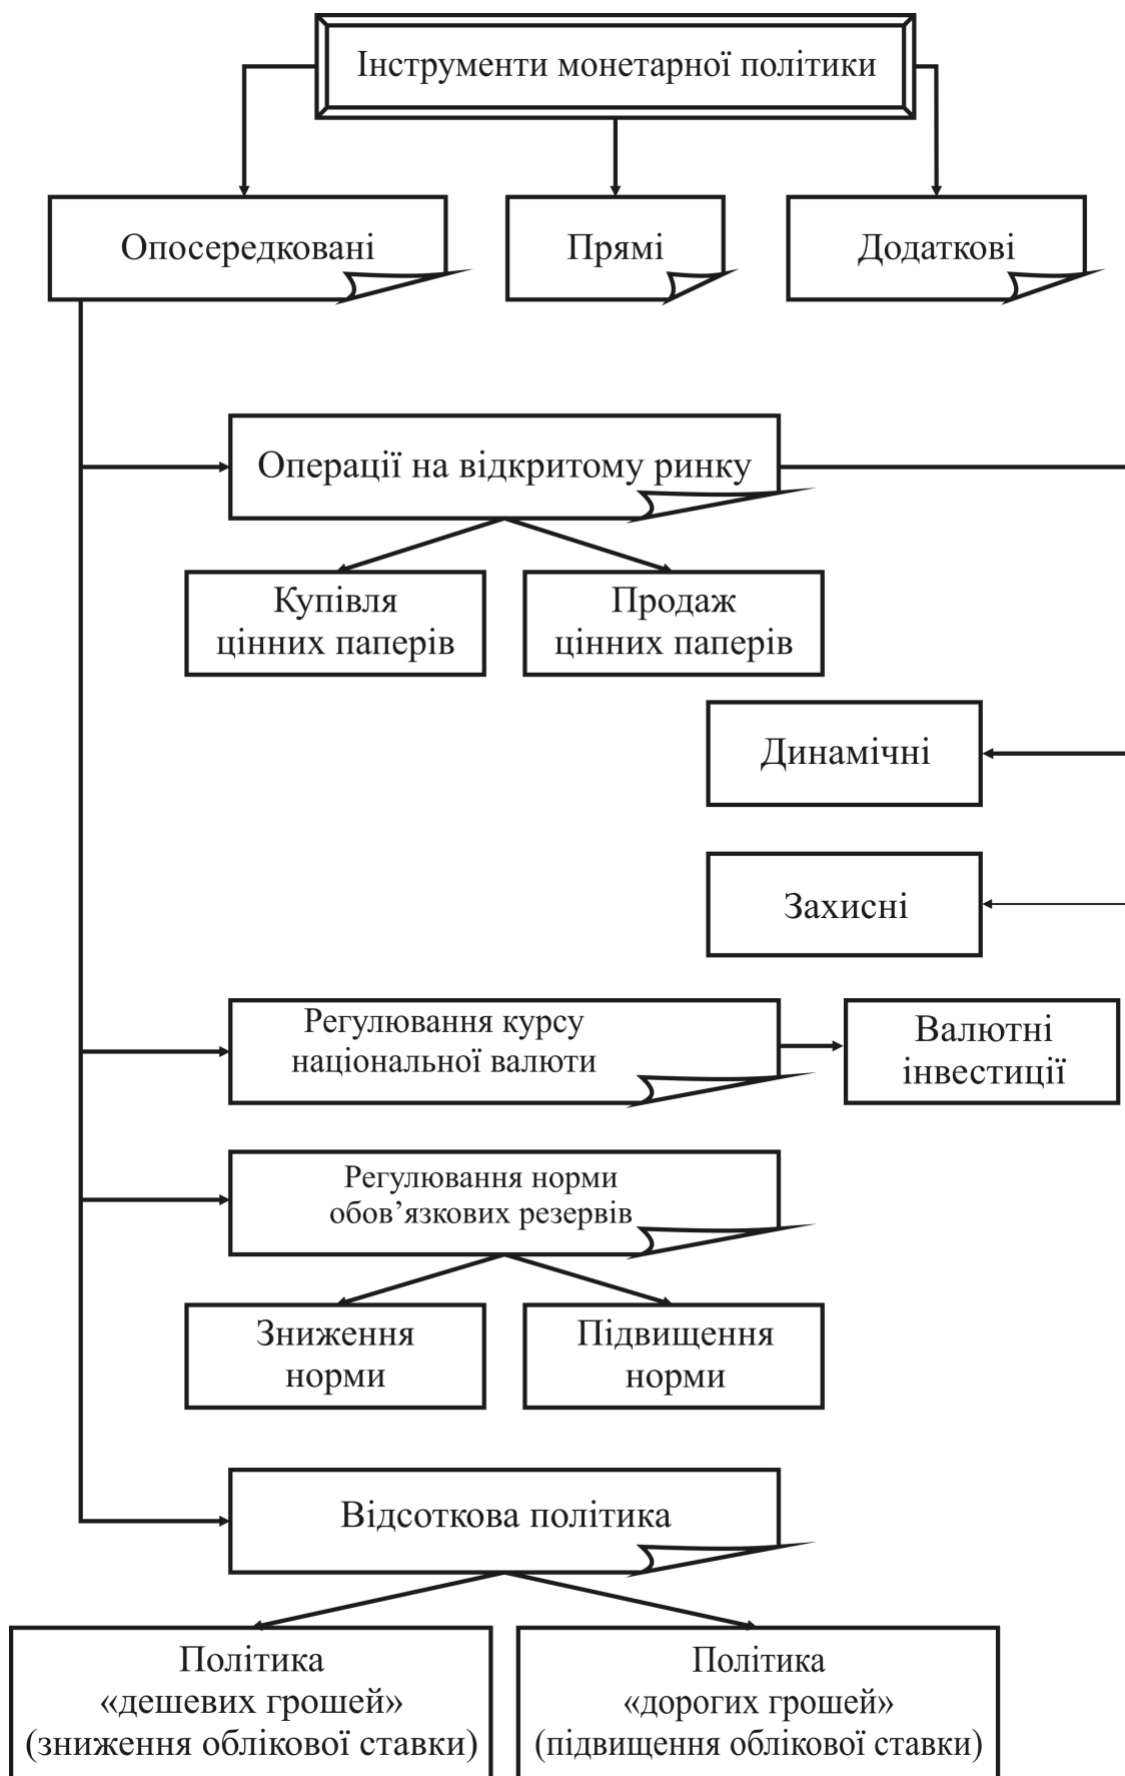 Інструменти монетарної політики
Опосередковані
Прямі
Додаткові
Операції на відкритому ринку
Купівля
цінних паперів
Продаж
цінних паперів
Динамічні
Захисні
Регулювання курсу
національної валюти
Валютні
інвестиції
Регулювання норми
обов’язкових резервів
Зниження
норми
Підвищення
норми
Відсоткова політика
Політика
«дешевих грошей»
(зниження облікової ставки)
Політика
«дорогих грошей»
(підвищення облікової ставки)